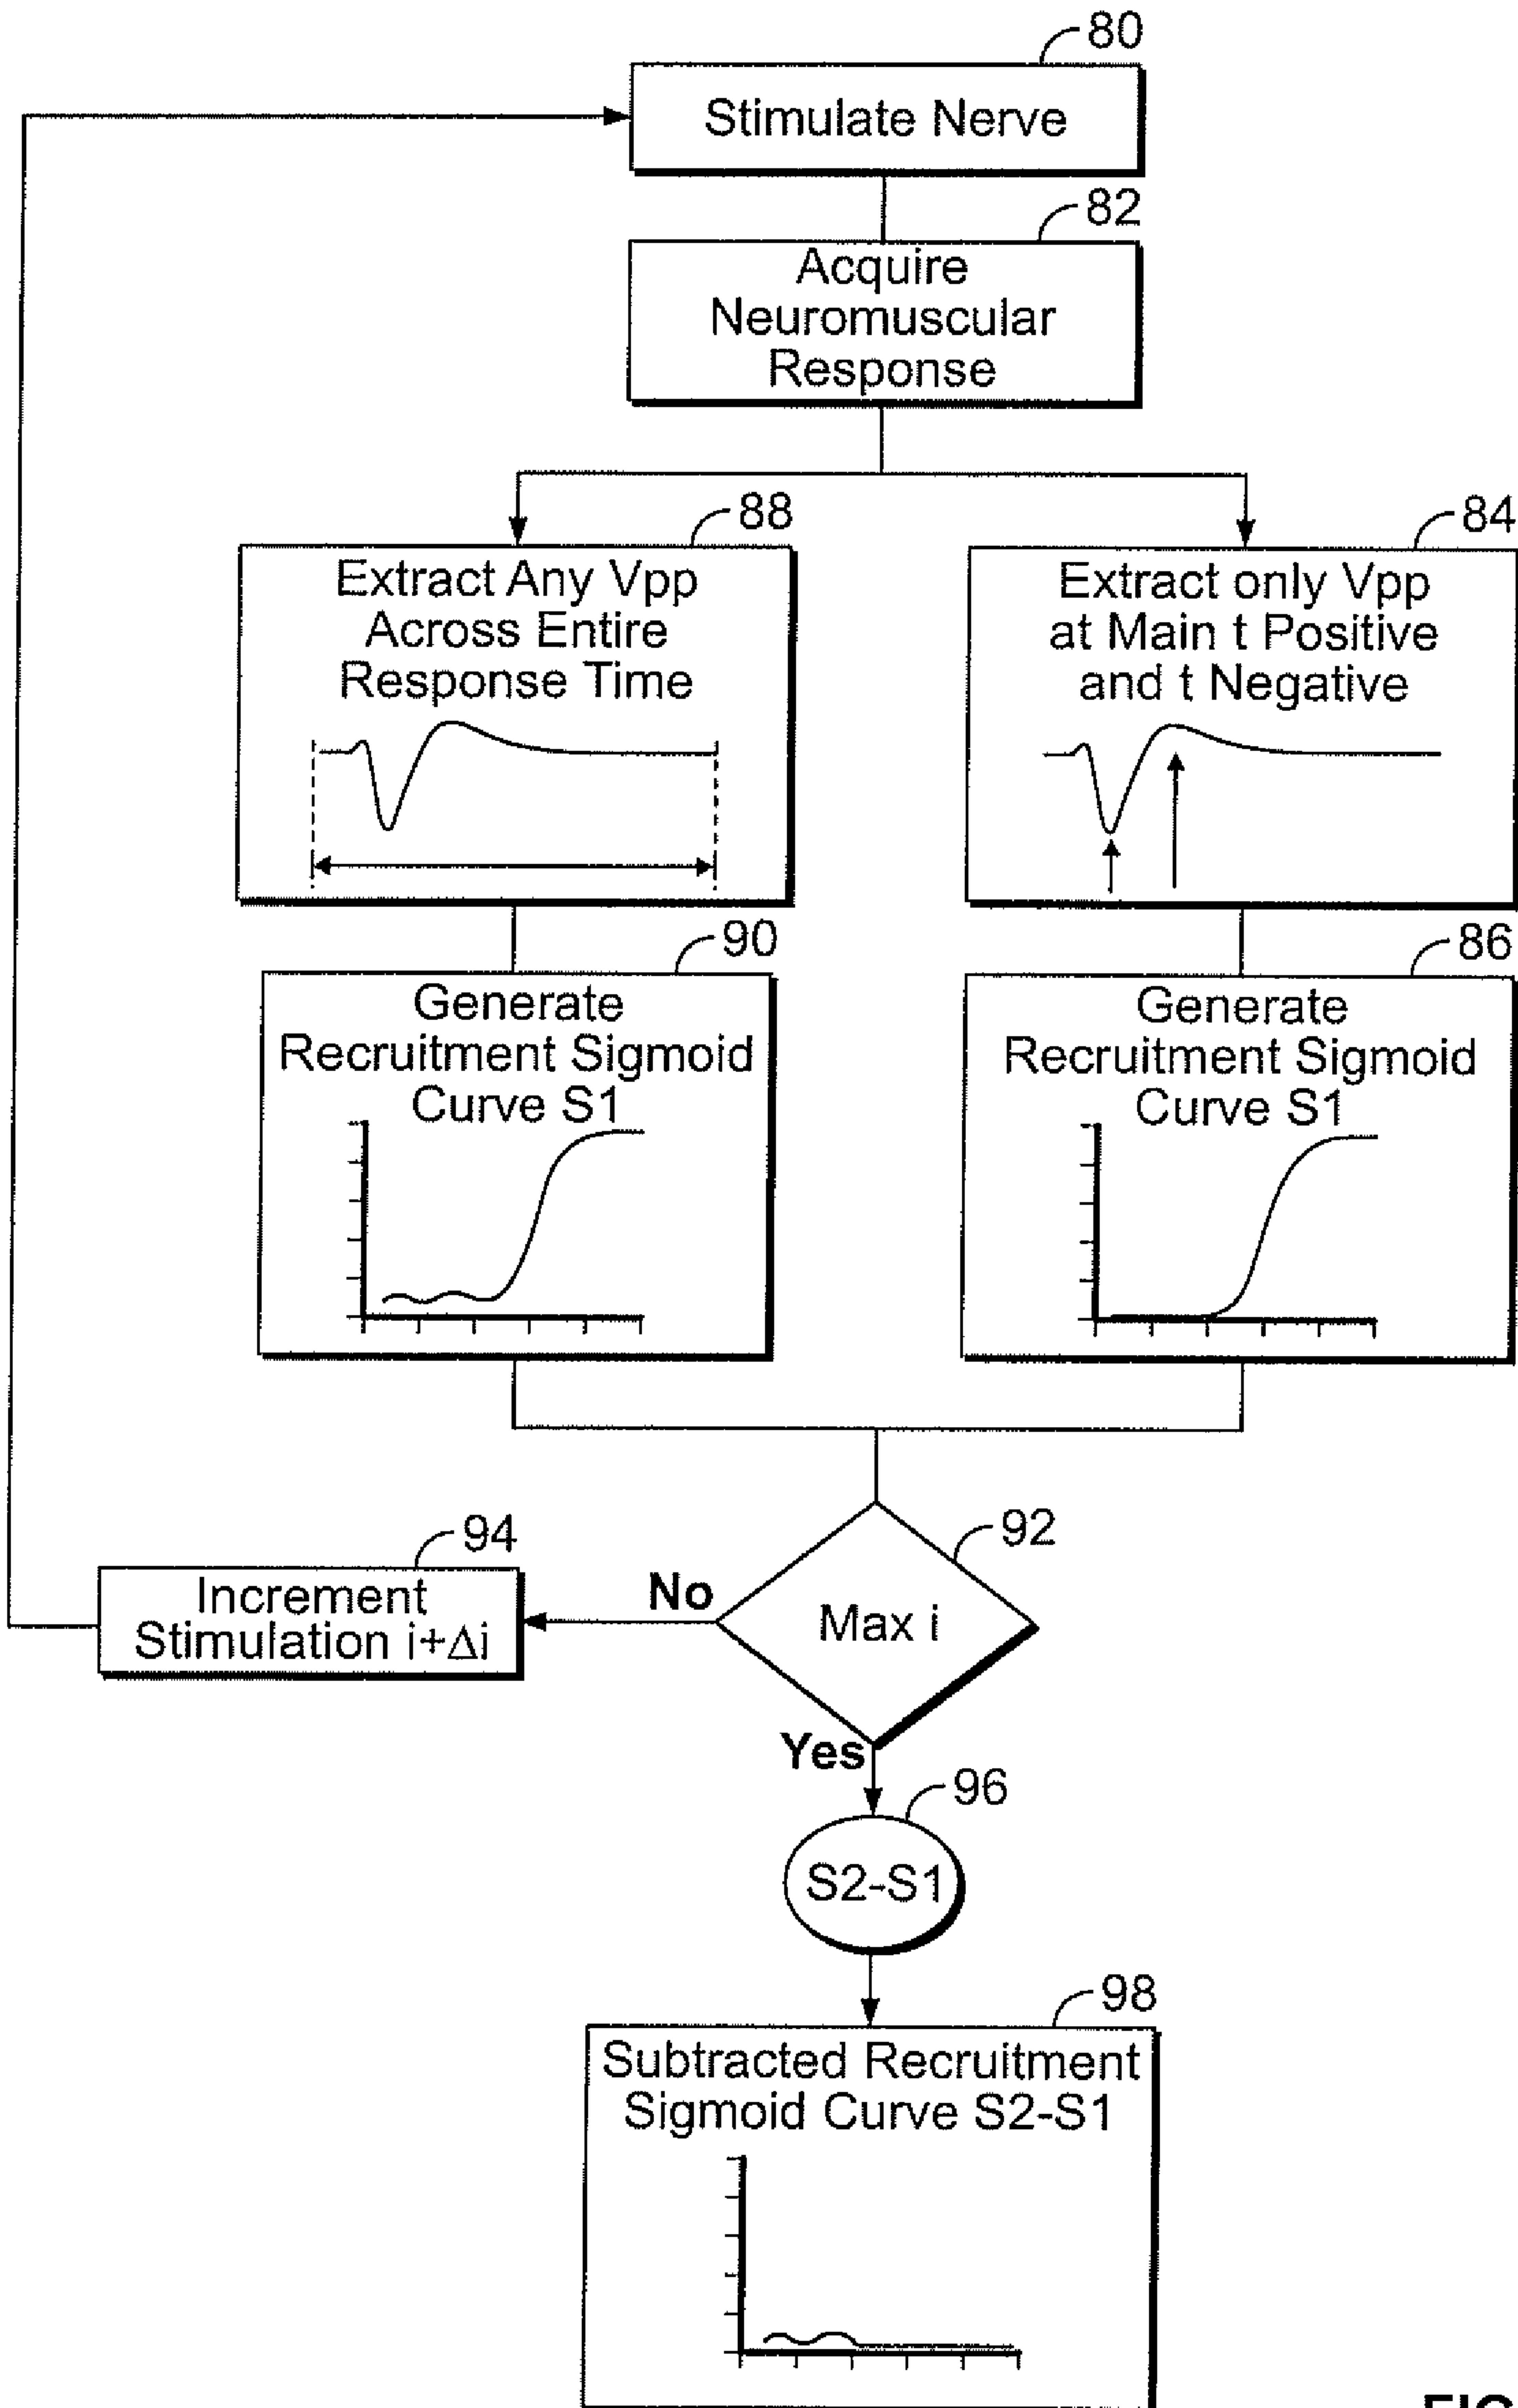 80
Stimulate Nerve
82
Acquire
Neuromuscular
Response
88
Extract Any Vpp
Across Entire
Response Time
84
Extract only Vpp
at Main t Positive
and t Negative
90
Generate
Recruitment Sigmoid
Curve S1
86
Generate
Recruitment Sigmoid
Curve S1
92
Max i
No
94
Increment
Stimulation i+Δi
Yes
96
S2-S1
98
Subtracted Recruitment
Sigmoid Curve S2-S1